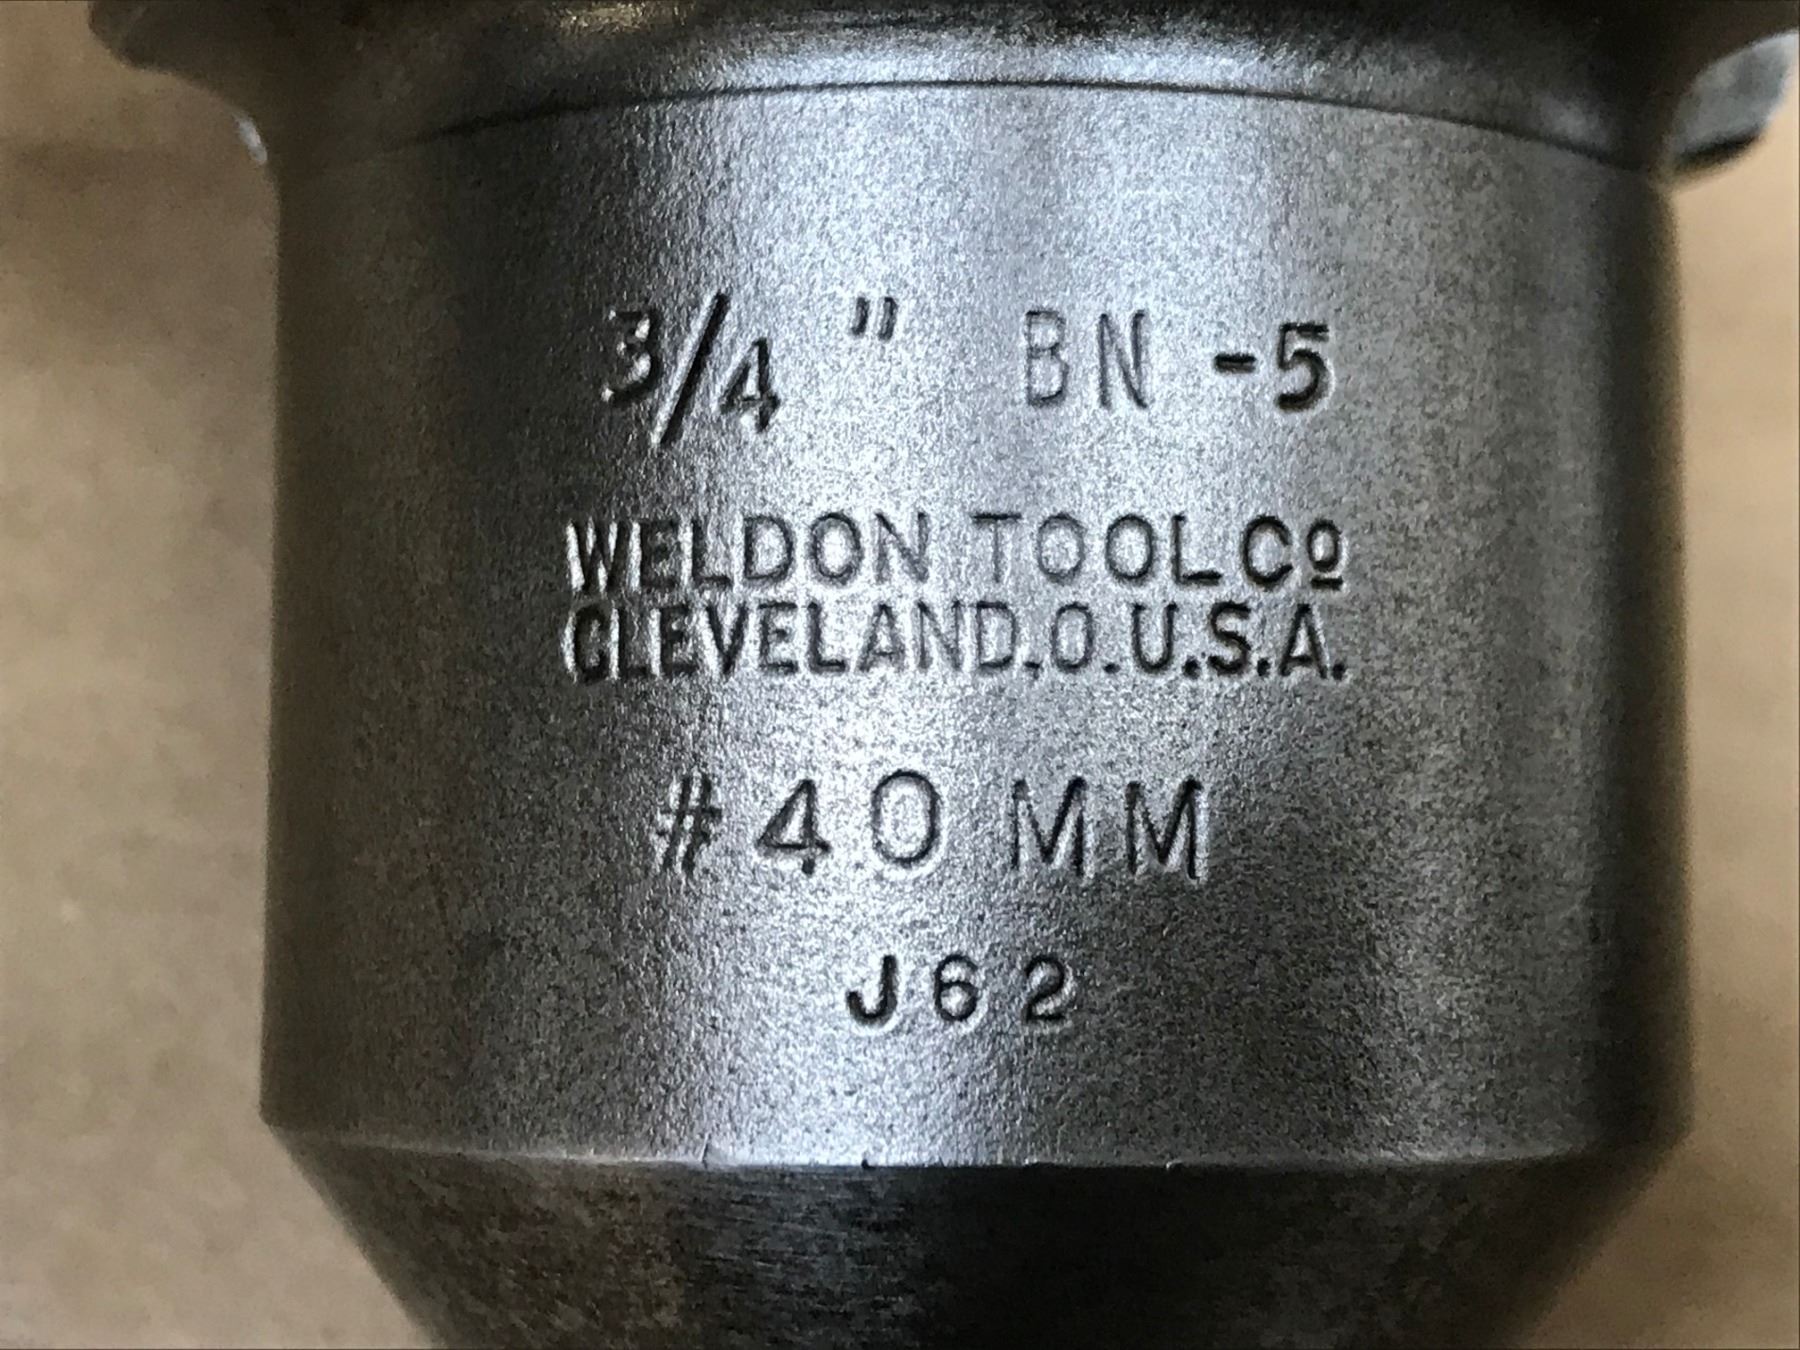 3/4 " BN -5
WELDON TOOL Cº
CLEVELAND,O.U.S.A.
# 40 MM
J62